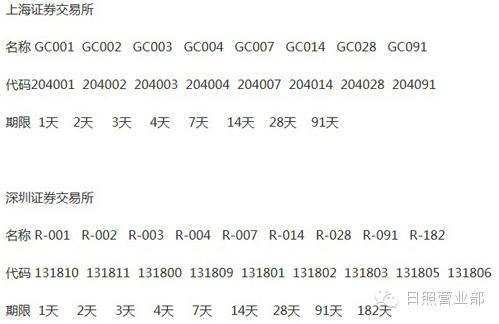 上海证券交易所
名称 GC001 GC002 GC003 GC004 GC007 GC014 GC028 GC091
代码204001 204002 204003 204004 204007 204014 204028 204091
期限 1天 2天 3天 4天 7天 14天 28天 91天
深圳证券交易所
名称 R-001 R-002 R-003 R-004 R-007 R-014 R-028 R-091 R-182
代码 131810 131811 131800 131809 131801 131802 131803 131805 131806
期限 1天 2天 3天 4天 7天 14天 28天 91天 182天
日照营业部